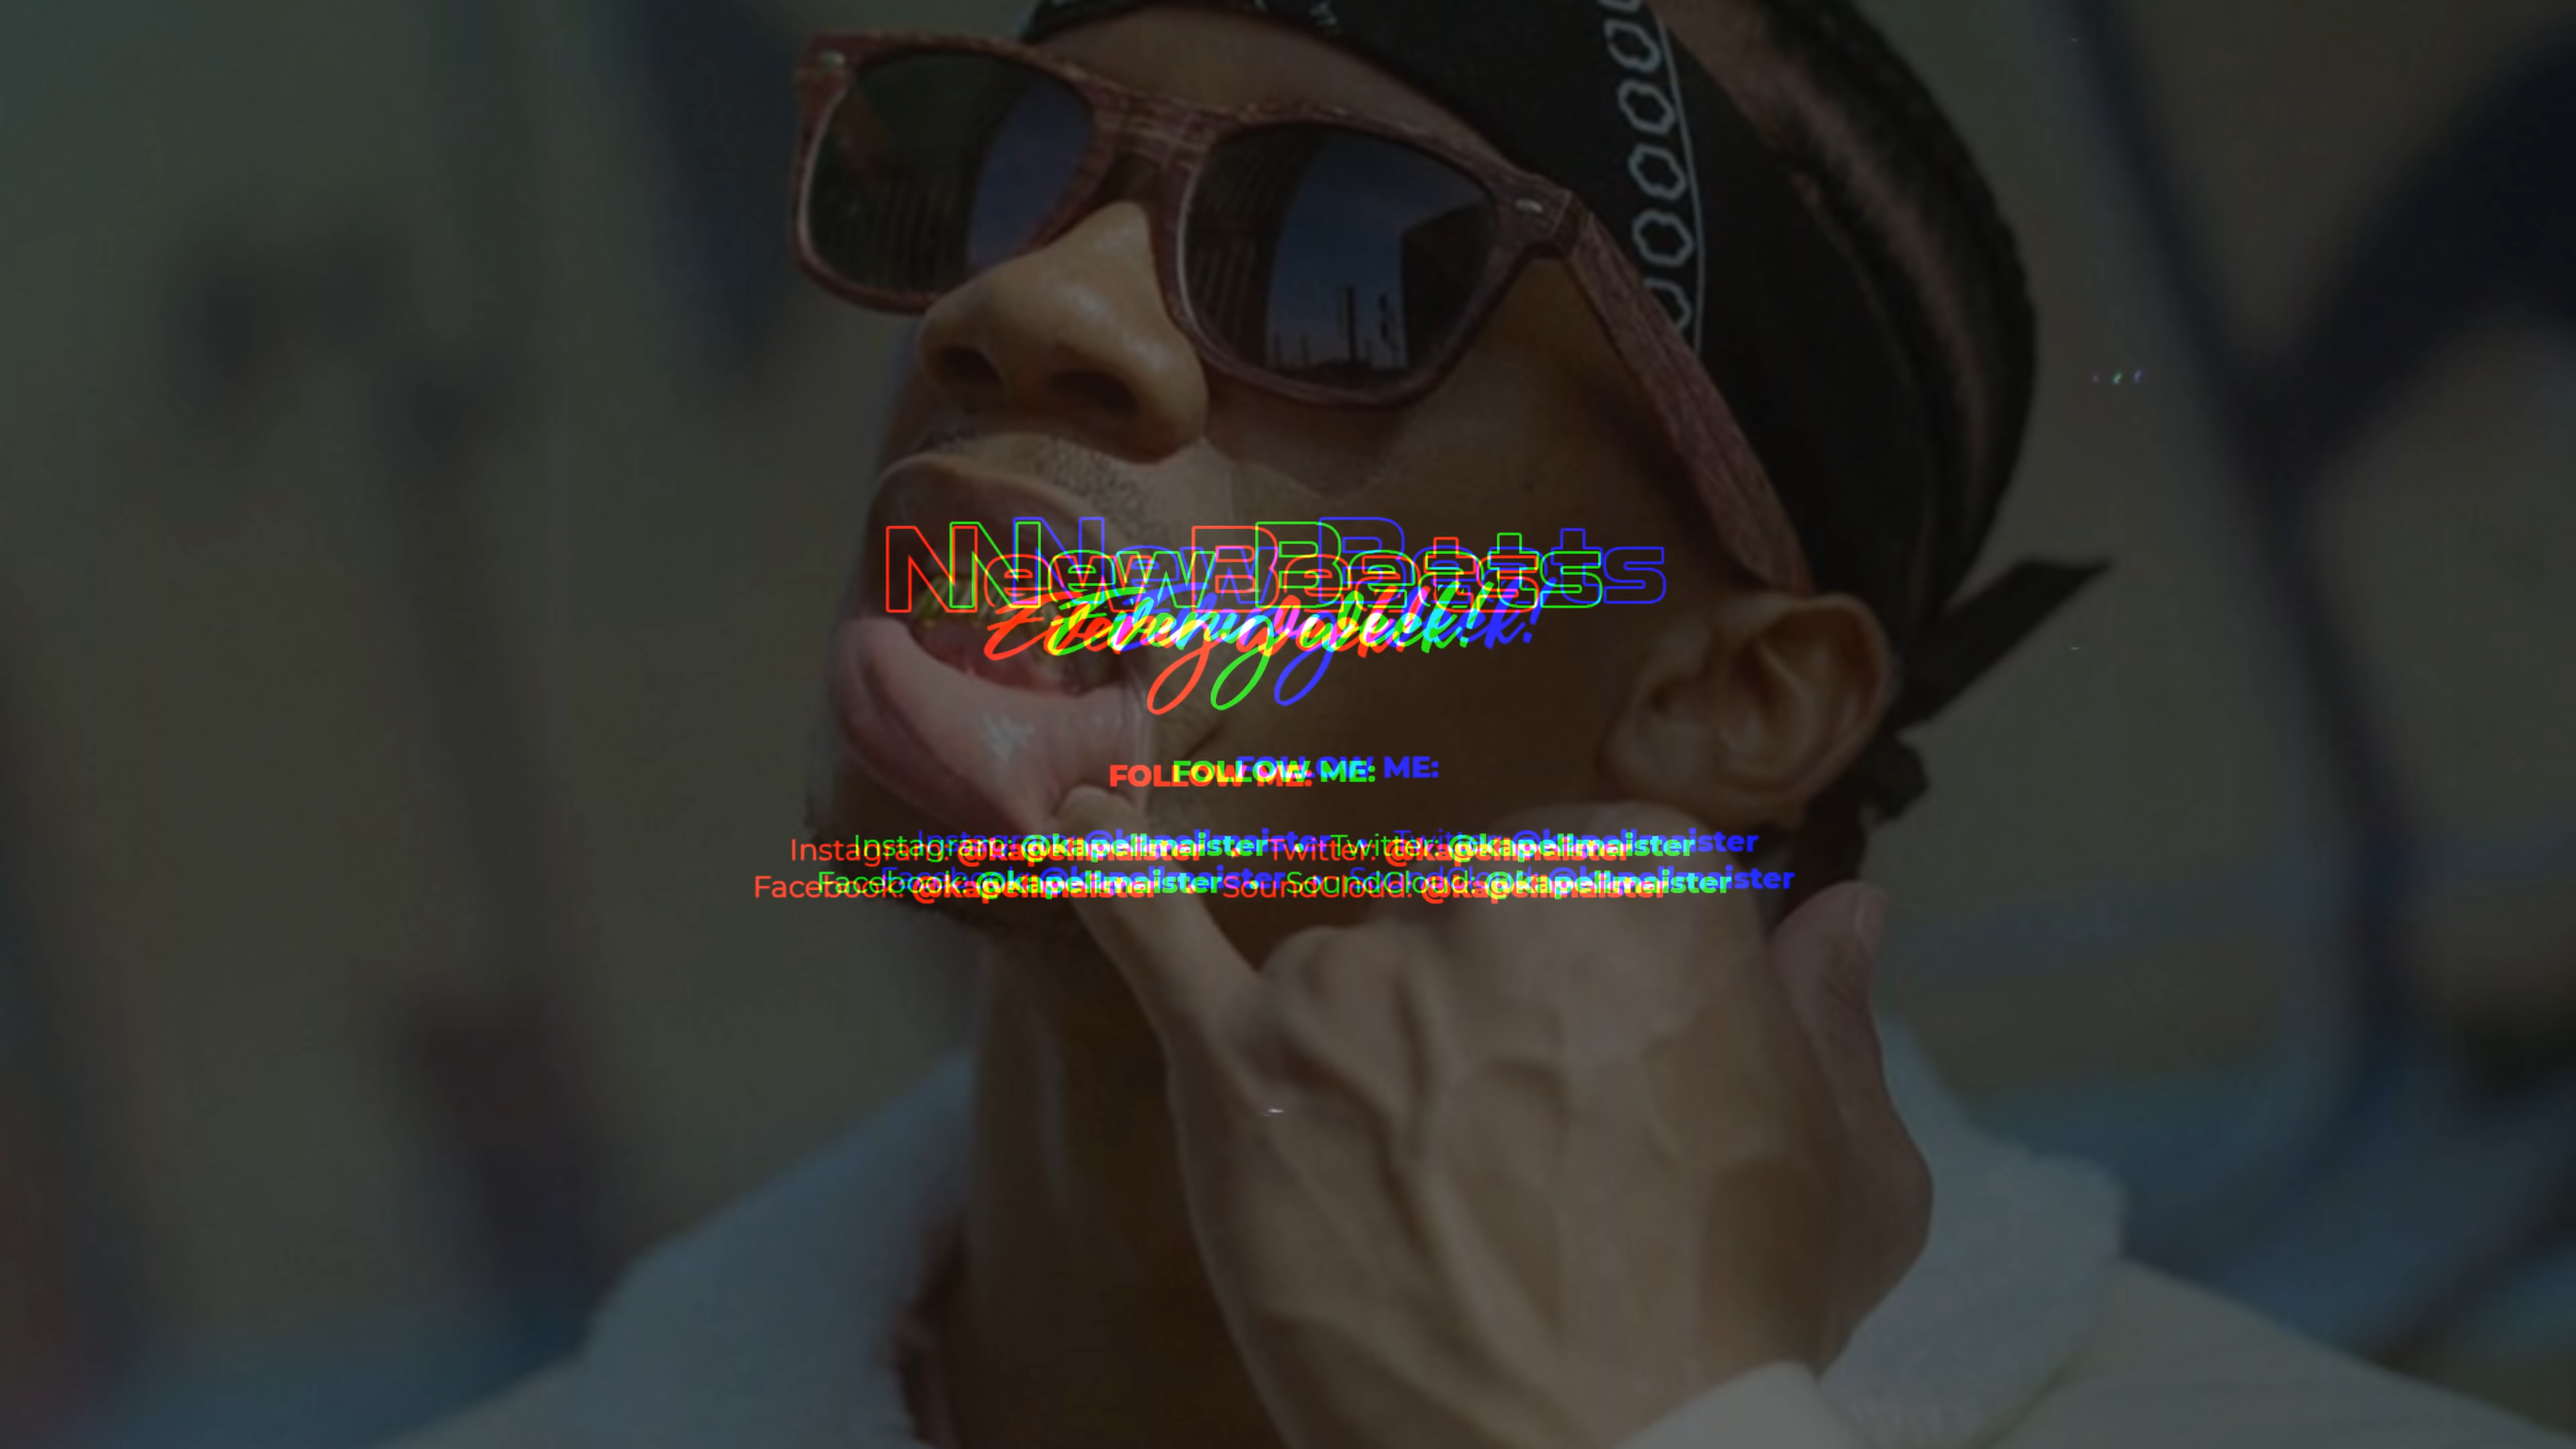 New Beats
Every week!
FOLLOW ME:
Instagram: @kapellmaister • Twitter: @kapellmaister
Facebook: @kapellmaister • SoundCloud: @kapellmaister